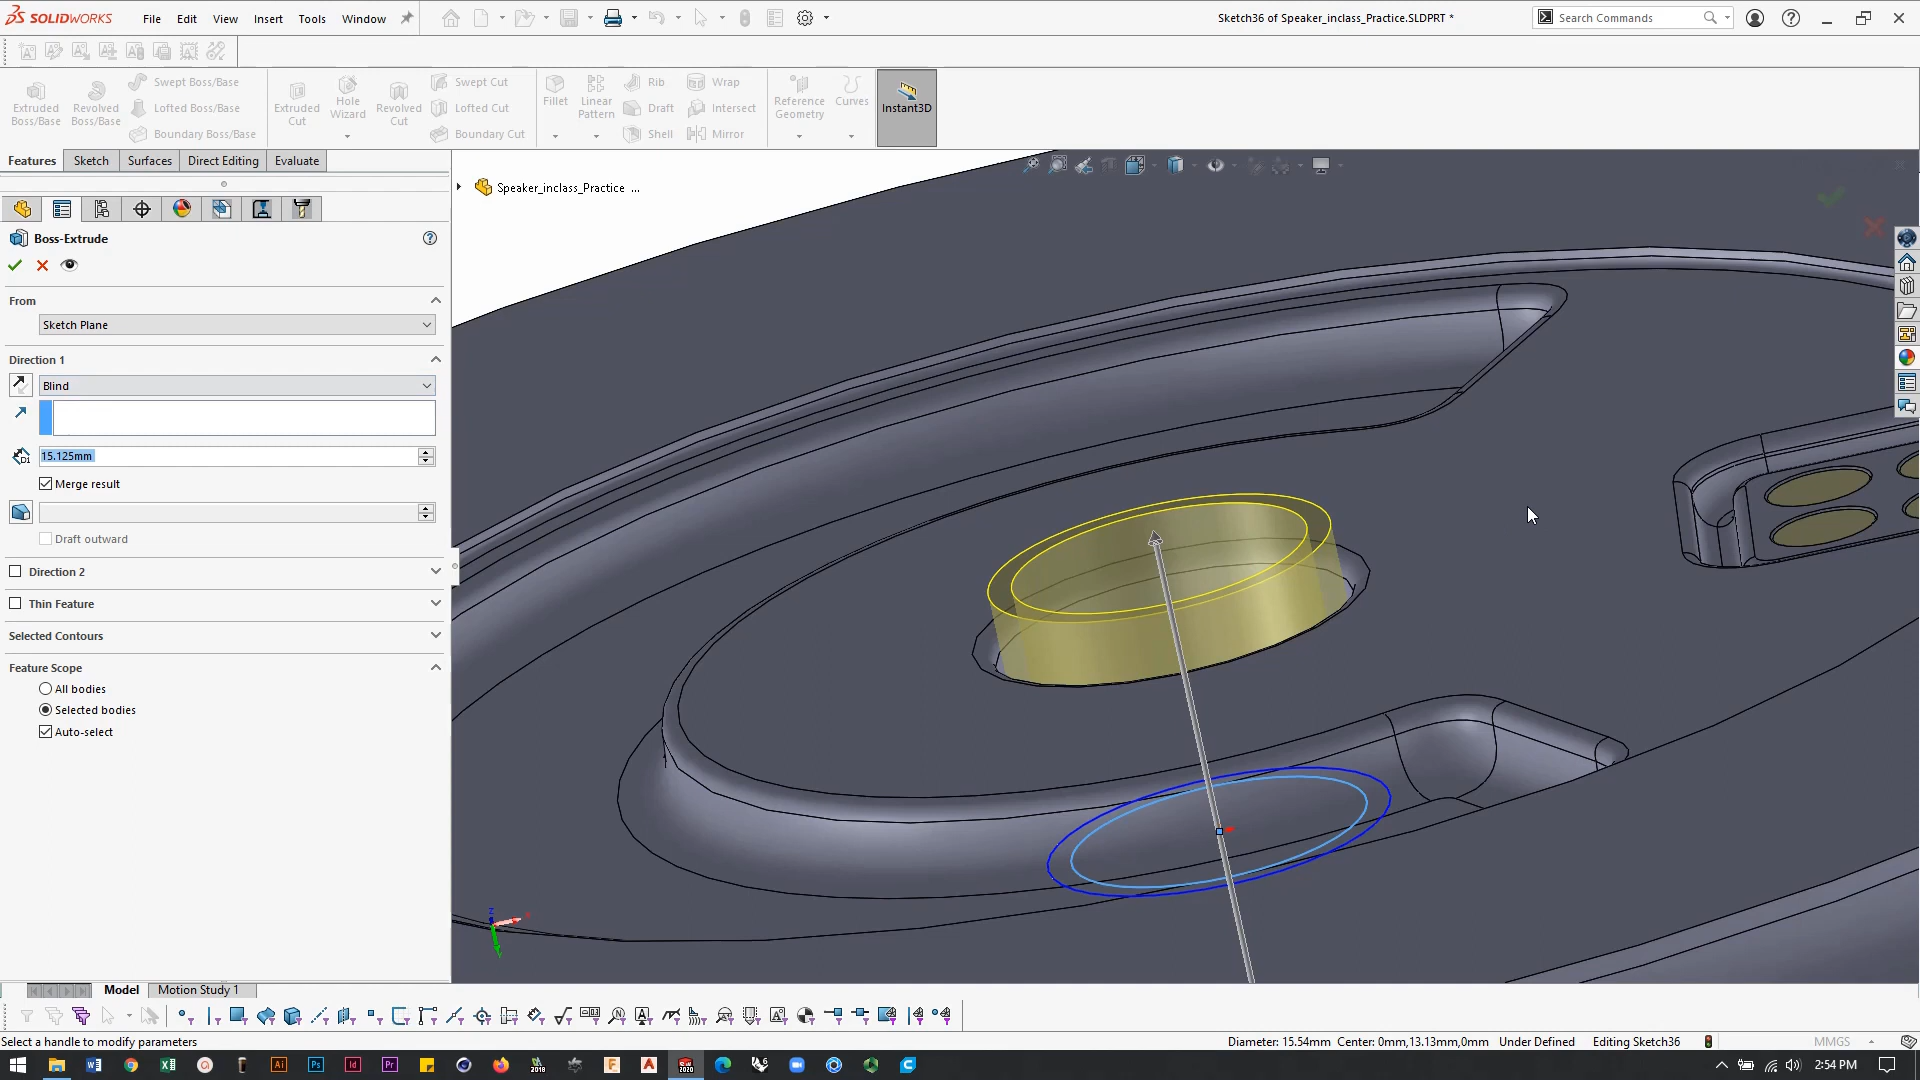 SOLIDWORKS File Edit View Insert Tools Window Sketch36 of Speaker_inclass_Practice.SLDPRT * Search Commands
Extruded Boss/Base
Revolved Boss/Base
Swept Boss/Base
Lofted Boss/Base
Boundary Boss/Base
Extruded Cut
Hole Wizard
Revolved Cut
Swept Cut
Lofted Cut
Boundary Cut
Fillet
Linear Pattern
Rib
Draft
Shell
Wrap
Intersect
Mirror
Reference Geometry
Curves
Instant3D
Features Sketch Surfaces Direct Editing Evaluate
Speaker_inclass_Practice ...
Boss-Extrude
From
Sketch Plane
Direction 1
Blind
15.125mm
Merge result
Draft outward
Direction 2
Thin Feature
Selected Contours
Feature Scope
All bodies
Selected bodies
Auto-select
Model Motion Study 1
Select a handle to modify parameters Diameter: 15.54mm Center: 0mm,13.13mm,0mm Under Defined Editing Sketch36 MMGS
2:54 PM